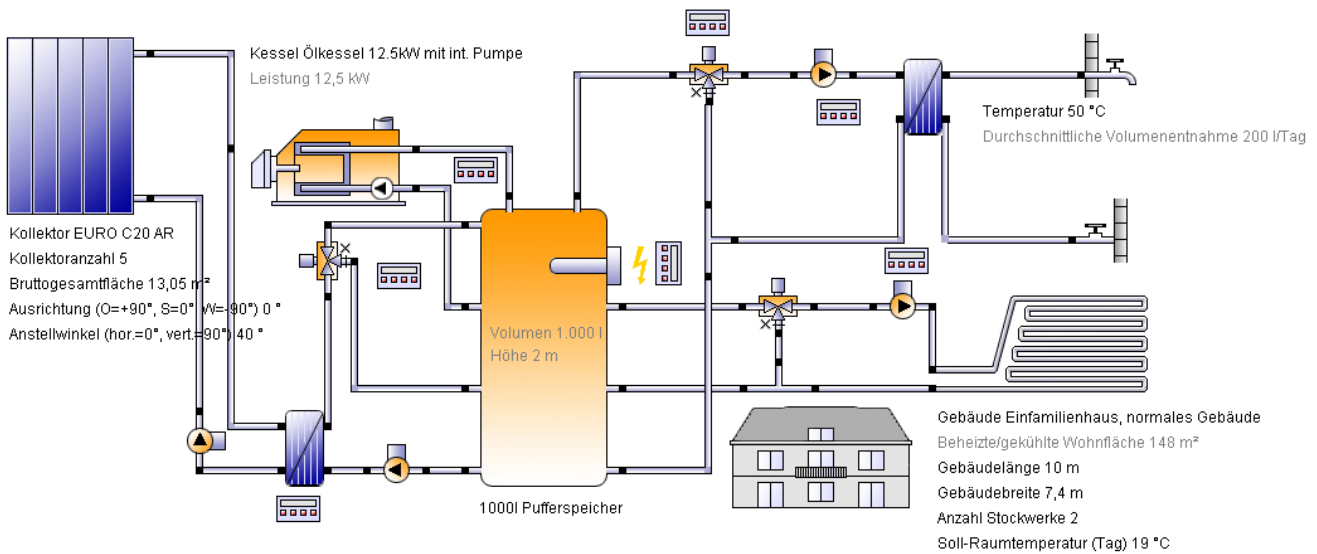 Kessel Ölkessel 12.5kW mit int. Pumpe
Leistung 12,5 kW
Temperatur 50 °C
Durchschnittliche Volumenentnahme 200 l/Tag
Kollektor EURO C20 AR
Kollektoranzahl 5
Bruttogesamtfläche 13,05 m²
Ausrichtung (O=+90°, S=0°, W=-90°) 0 °
Anstellwinkel (hor.=0°, vert.=90°) 40 °
Volumen 1.000 l
Höhe 2 m
1000l Pufferspeicher
Gebäude Einfamilienhaus, normales Gebäude
Beheizte/gekühlte Wohnfläche 148 m²
Gebäudelänge 10 m
Gebäudebreite 7,4 m
Anzahl Stockwerke 2
Soll-Raumtemperatur (Tag) 19 °C